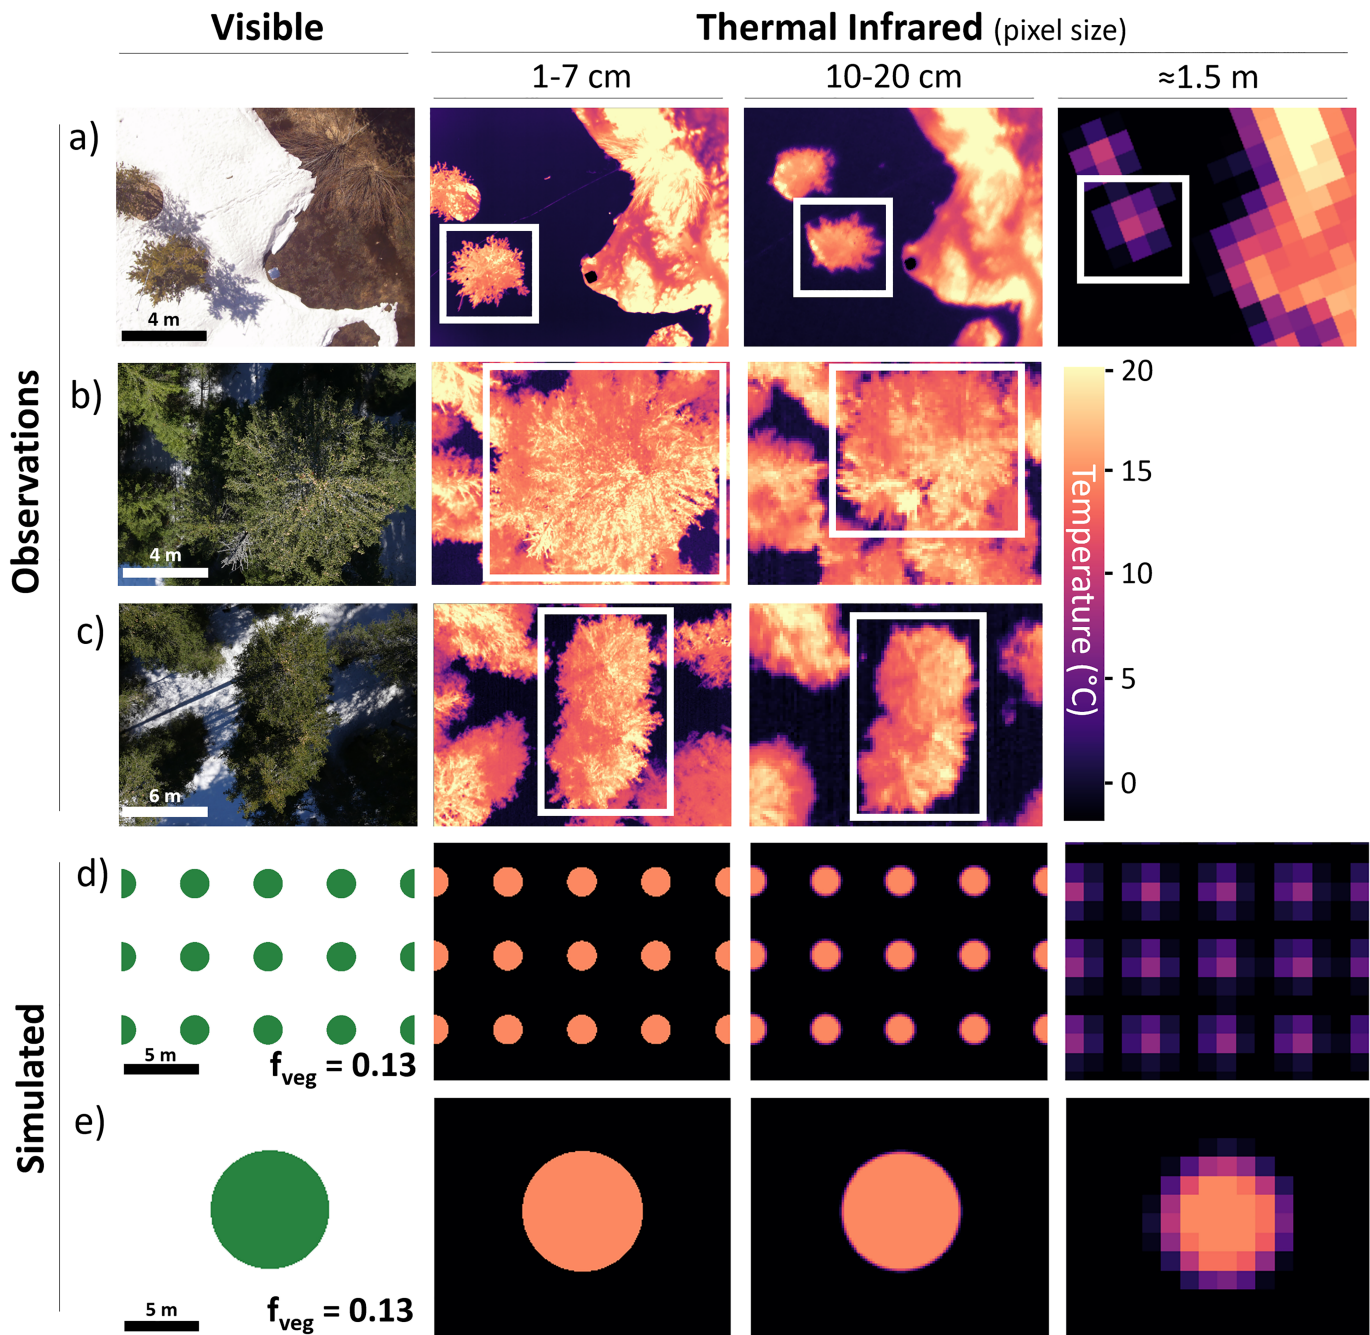 Visible
Thermal Infrared (pixel size)
1-7 cm
10-20 cm
≈1.5 m
Observations
a)
4 m
b)
4 m
c)
6 m
20
15
10
5
0
Temperature (°C)
Simulated
d)
5 m
fveg = 0.13
e)
5 m
fveg = 0.13